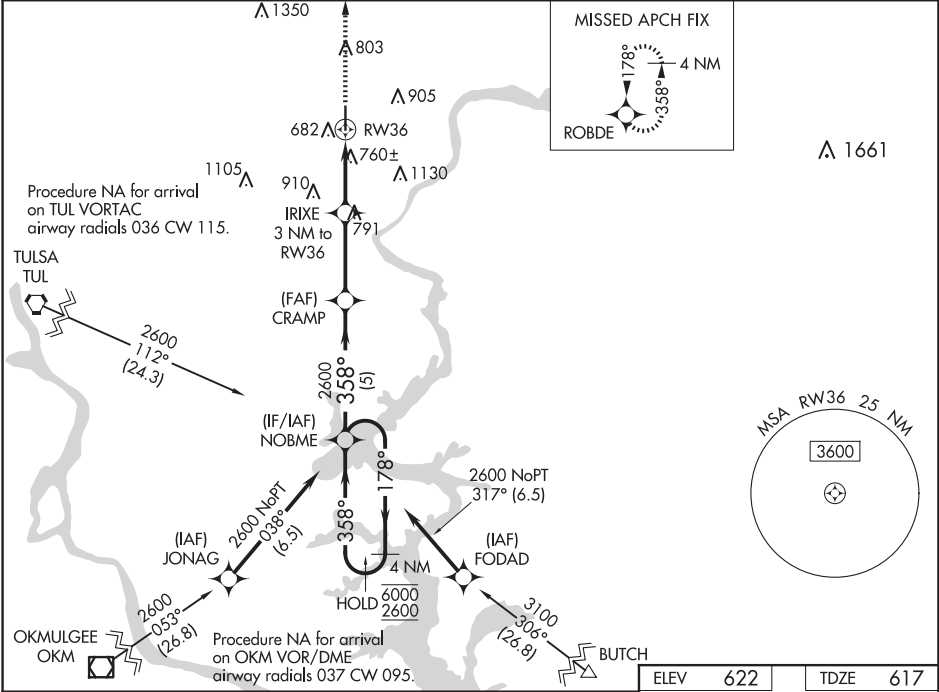 1350
803
905
682
RW36
760±
1105
910
1130
IRIXE
3 NM to
RW36
791
MISSED APCH FIX
178°
4 NM
358°
ROBDE
1661
Procedure NA for arrival
on TUL VORTAC
airway radials 036 CW 115.
TULSA
TUL
2600
112°
(24.3)
(FAF)
CRAMP
2600
358°
(5)
(IF/IAF)
NOBME
178°
358°
4 NM
HOLD
6000
2600
2600 NoPT
317° (6.5)
2600 NoPT
038°
(6.5)
(IAF)
JONAG
(IAF)
FODAD
2600
053°
(26.8)
3100
306°
(26.8)
OKMULGEE
OKM
Procedure NA for arrival
on OKM VOR/DME
airway radials 037 CW 095.
BUTCH
MSA RW36 25 NM
3600
ELEV 622
TDZE 617